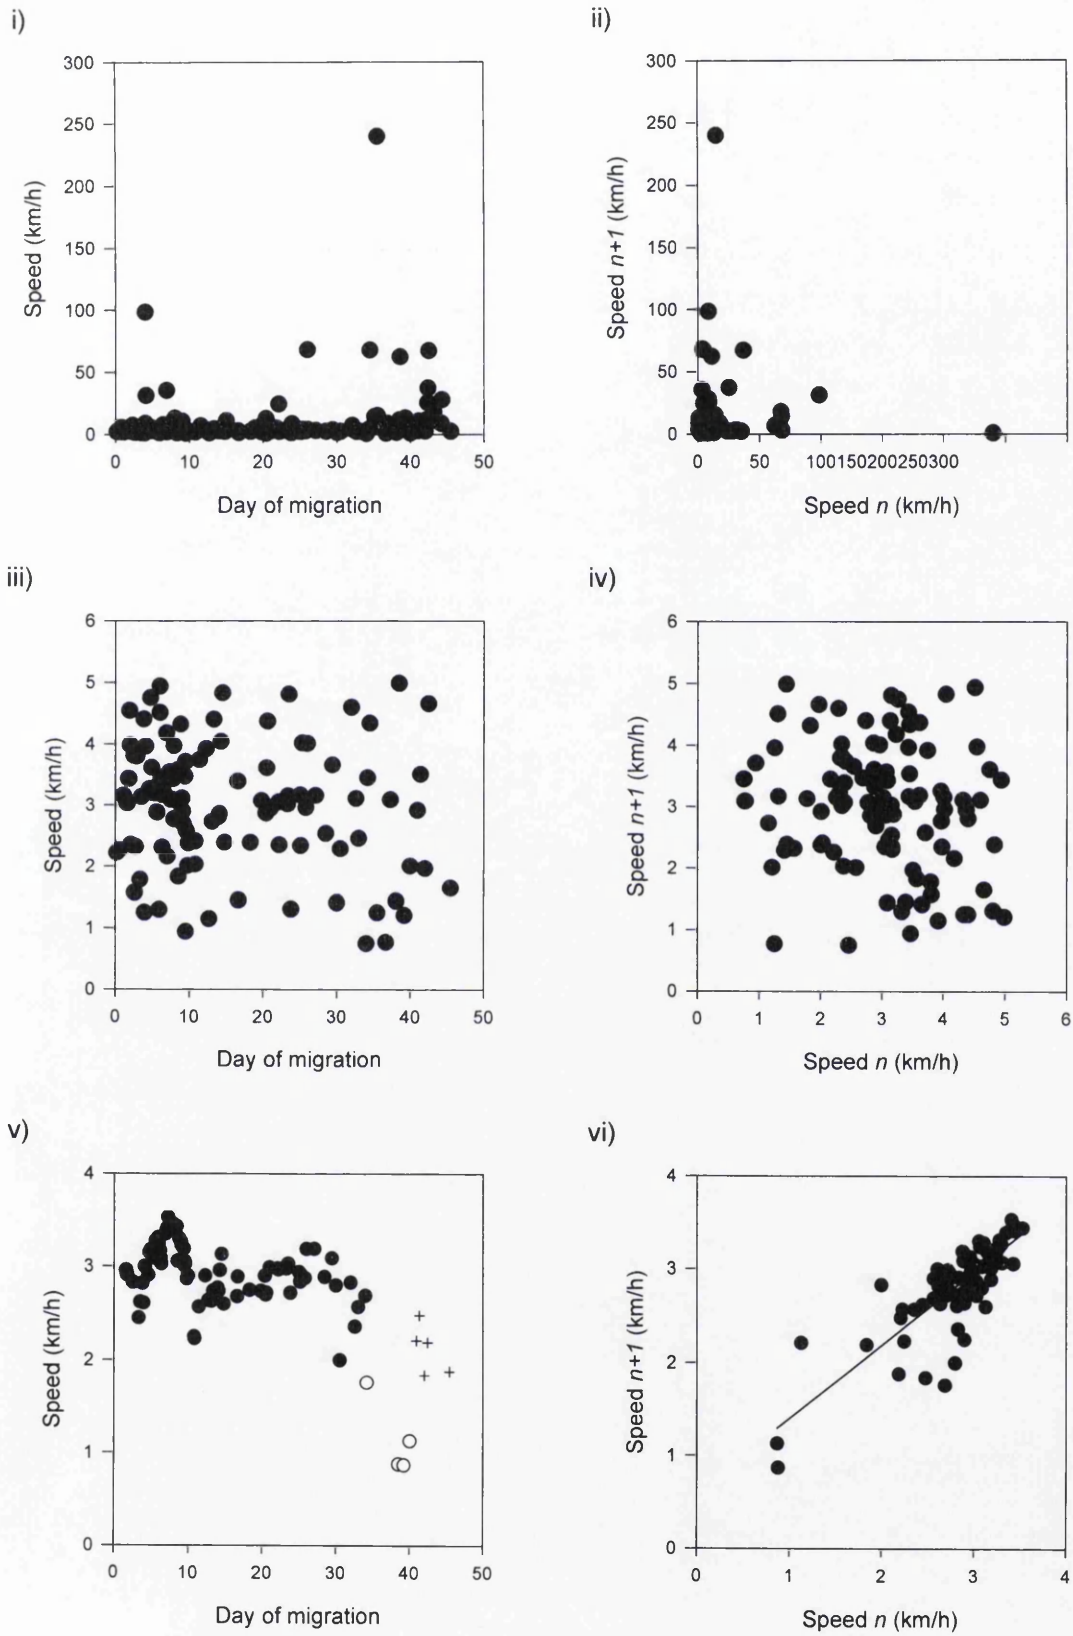 i)
300
250
200
150
100
50
0
Speed (km/h)
0 10 20 30 40 50
Day of migration
ii)
300
250
200
150
100
50
0
Speed n+1 (km/h)
0 50 100150200250300
Speed n (km/h)
iii)
6
5
4
3
2
1
0
Speed (km/h)
0 10 20 30 40 50
Day of migration
iv)
6
5
4
3
2
1
0
Speed n+1 (km/h)
0 1 2 3 4 5 6
Speed n (km/h)
v)
4
3
2
1
0
Speed (km/h)
0 10 20 30 40 50
Day of migration
vi)
4
3
2
1
0
Speed n+1 (km/h)
0 1 2 3 4
Speed n (km/h)